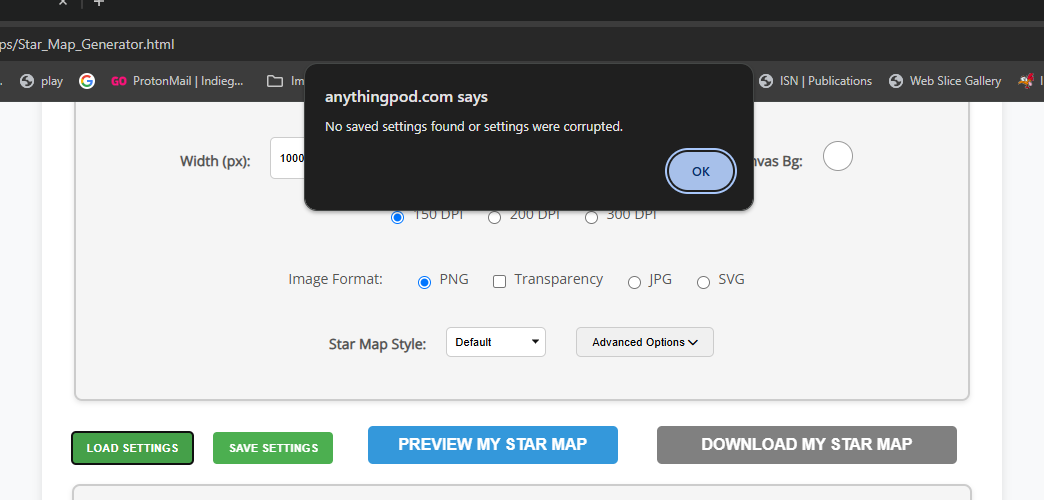 ps/Star_Map_Generator.html
play
GO ProtonMail | Indieg...
Im
ISN | Publications
Web Slice Gallery
anythingpod.com says
No saved settings found or settings were corrupted.
OK
Width (px):
1000
nvas Bg:
150 DPI
200 DPI
300 DPI
Image Format:
PNG
Transparency
JPG
SVG
Star Map Style:
Default
Advanced Options
LOAD SETTINGS
SAVE SETTINGS
PREVIEW MY STAR MAP
DOWNLOAD MY STAR MAP